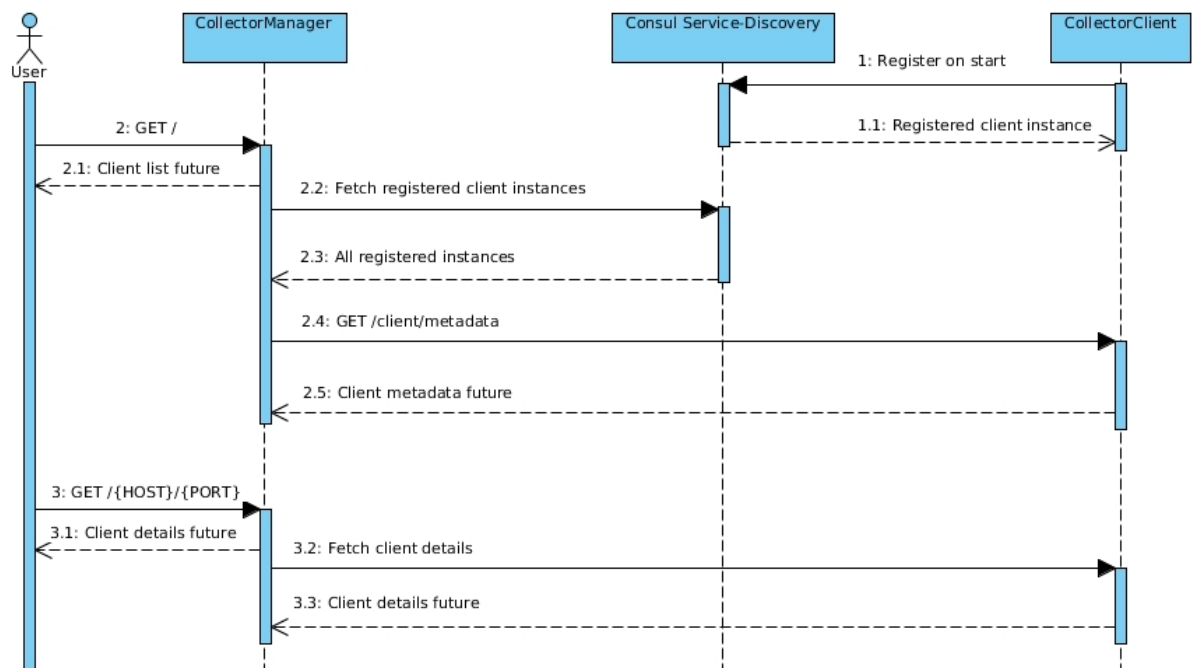 CollectorManager
Consul Service-Discovery
CollectorClient
User
1: Register on start
1.1: Registered client instance
2: GET /
2.1: Client list future
2.2: Fetch registered client instances
2.3: All registered instances
2.4: GET /client/metadata
2.5: Client metadada future
3: GET /{HOST}/{PORT}
3.1: Client details future
3.2: Fetch client details
3.3: Client details future